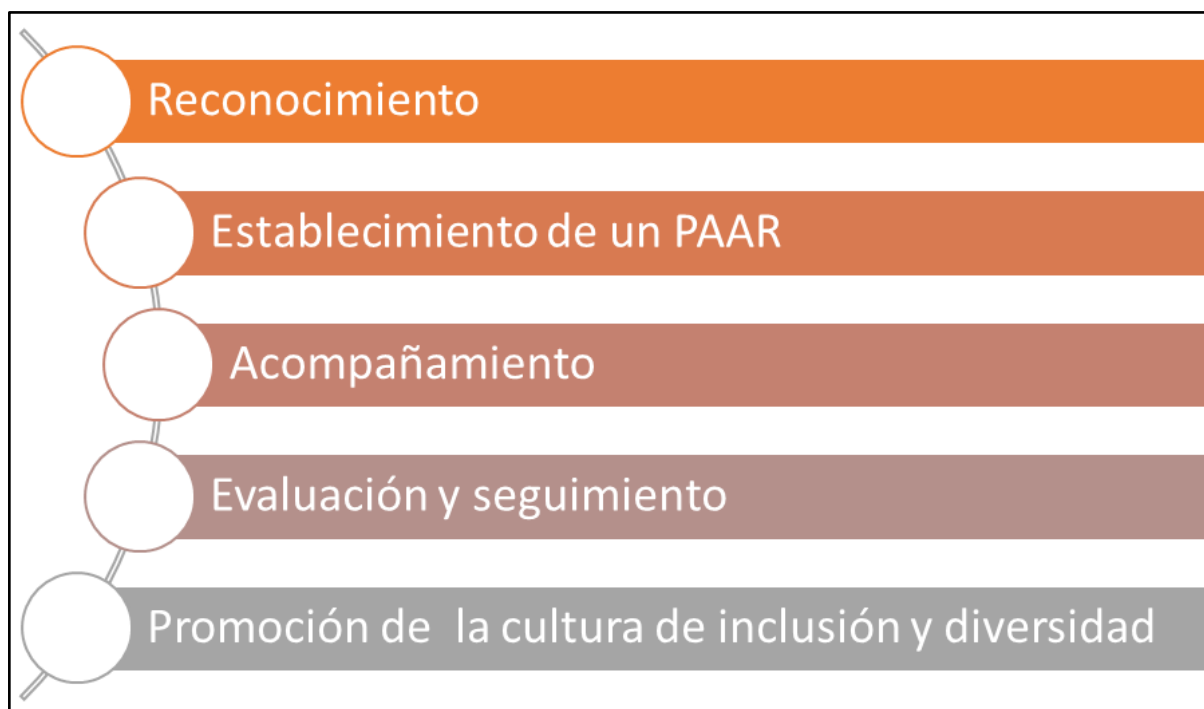 Reconocimiento
Establecimiento de un PAAR
Acompañamiento
Evaluación y seguimiento
Promoción de  la cultura de inclusión y diversidad